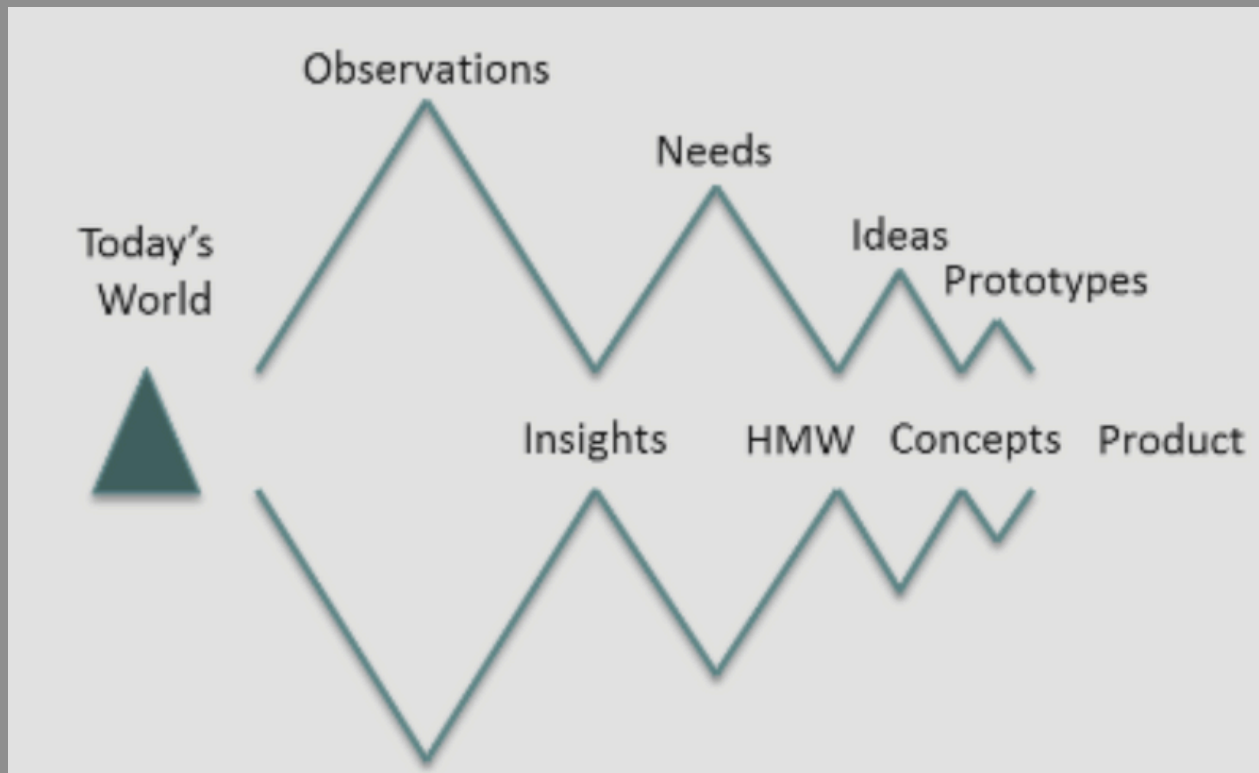 Observations
Needs
Today’s
World
Ideas
Prototypes
Insights
HMW
Concepts
Product